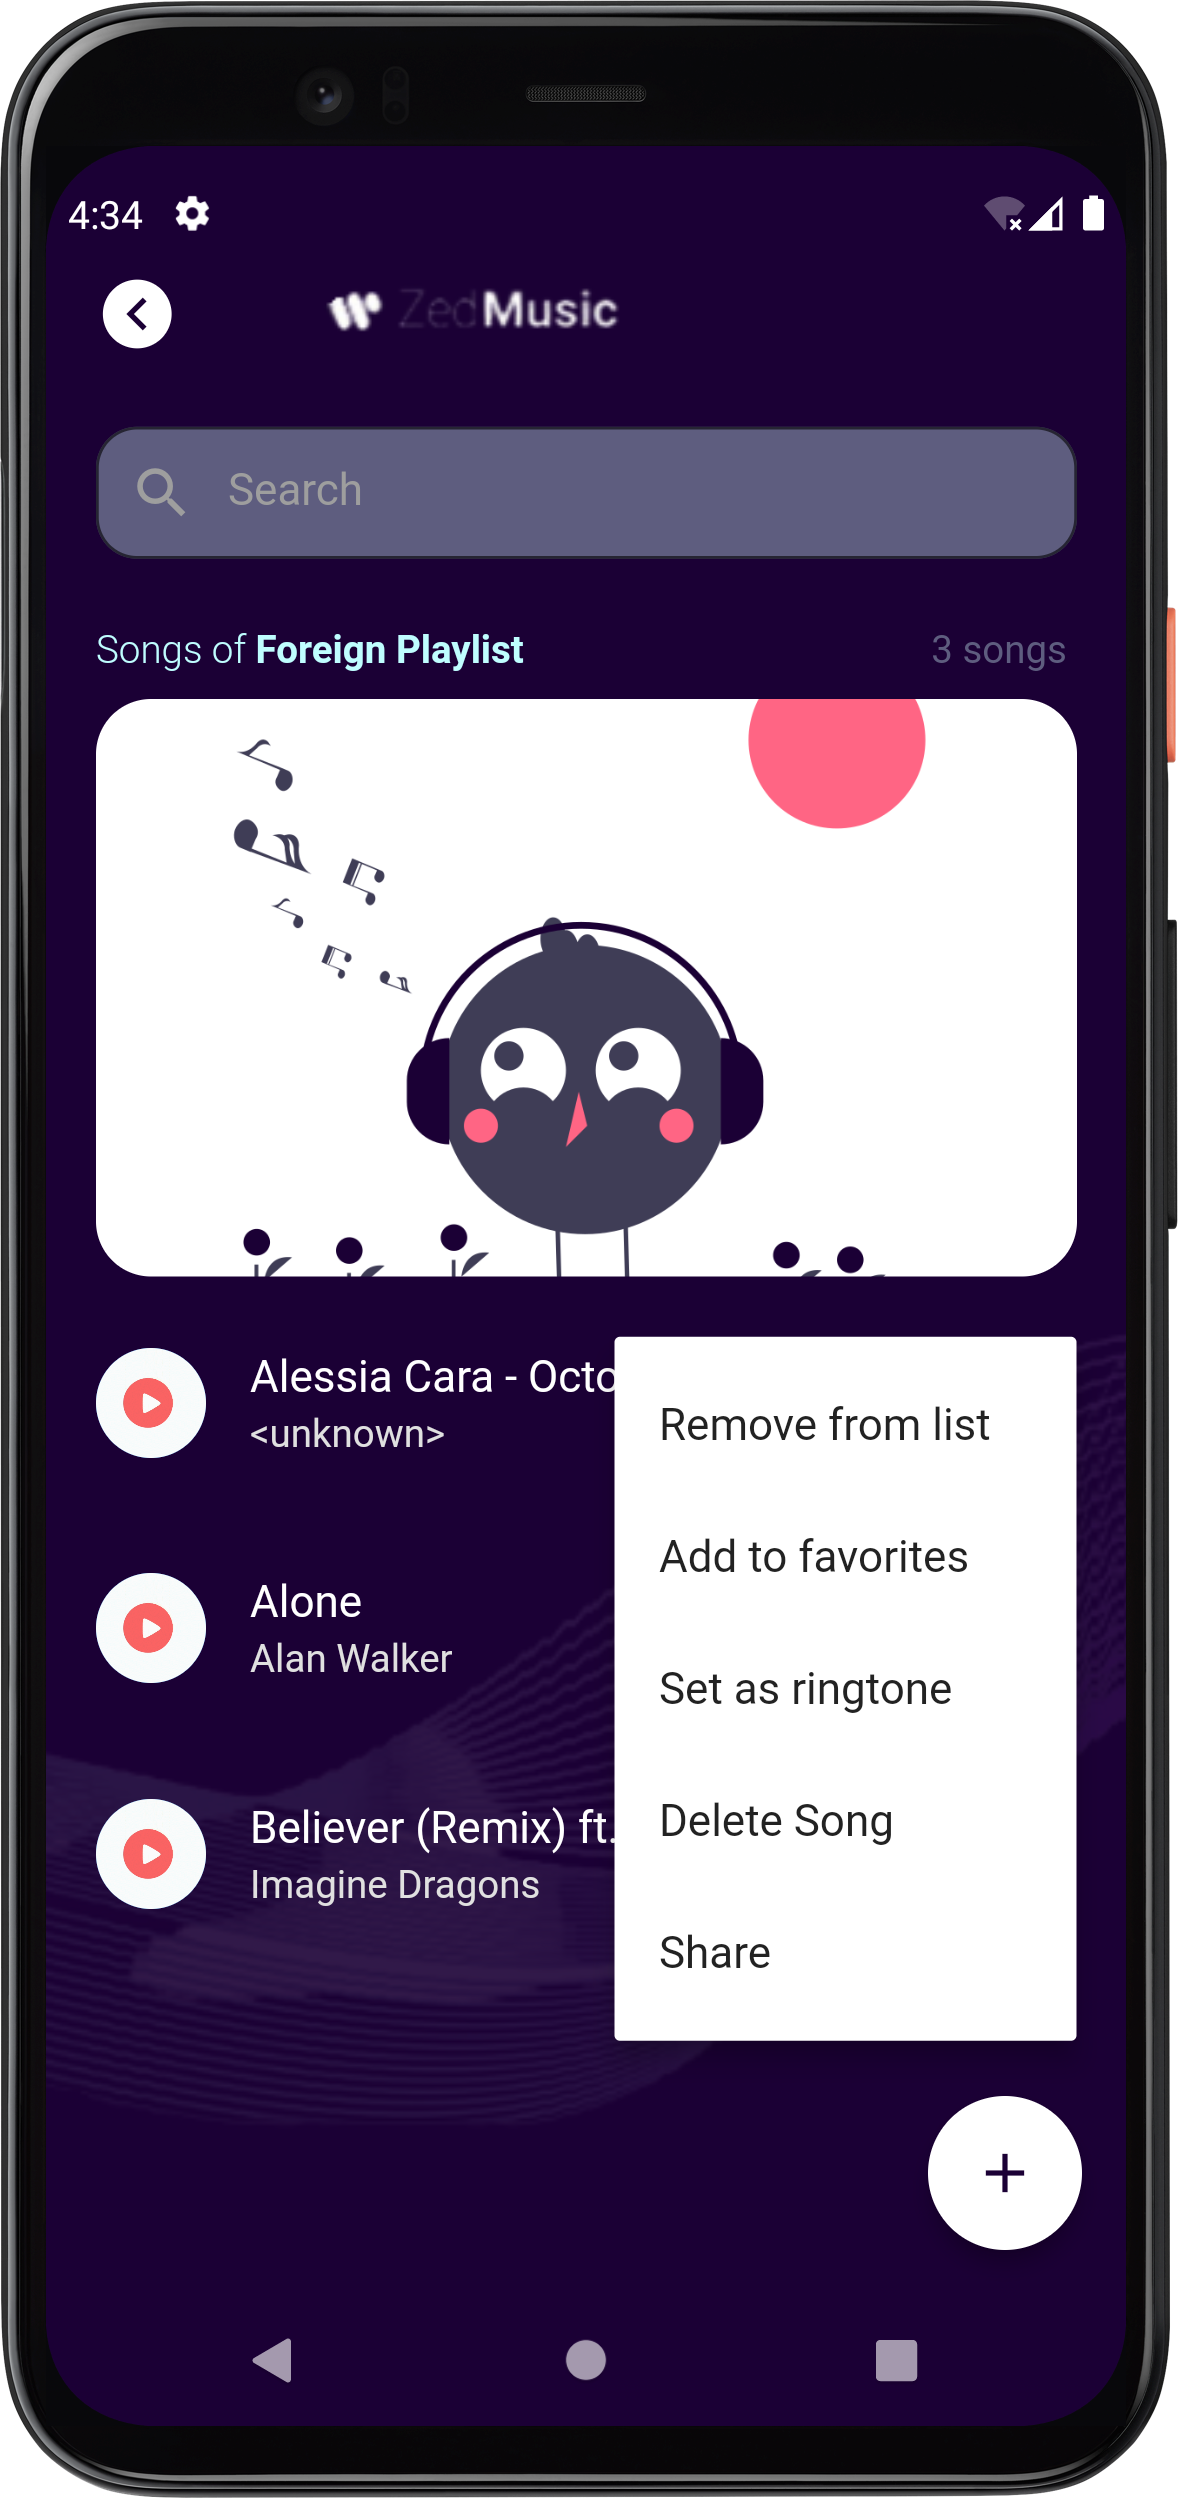 4:34
ZedMusic
Search
Songs of Foreign Playlist
3 songs
Alessia Cara - Octo
<unknown>
Alone
Alan Walker
Believer (Remix) ft.
Imagine Dragons
Remove from list
Add to favorites
Set as ringtone
Delete Song
Share